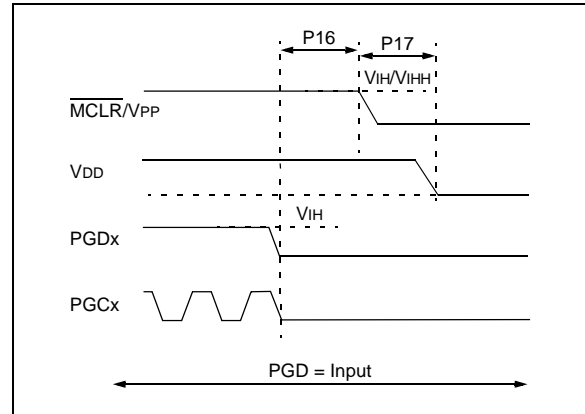 P16
P17
VIH/VIHH
MCLR/VPP
VDD
VIH
PGDx
PGCx
PGD = Input